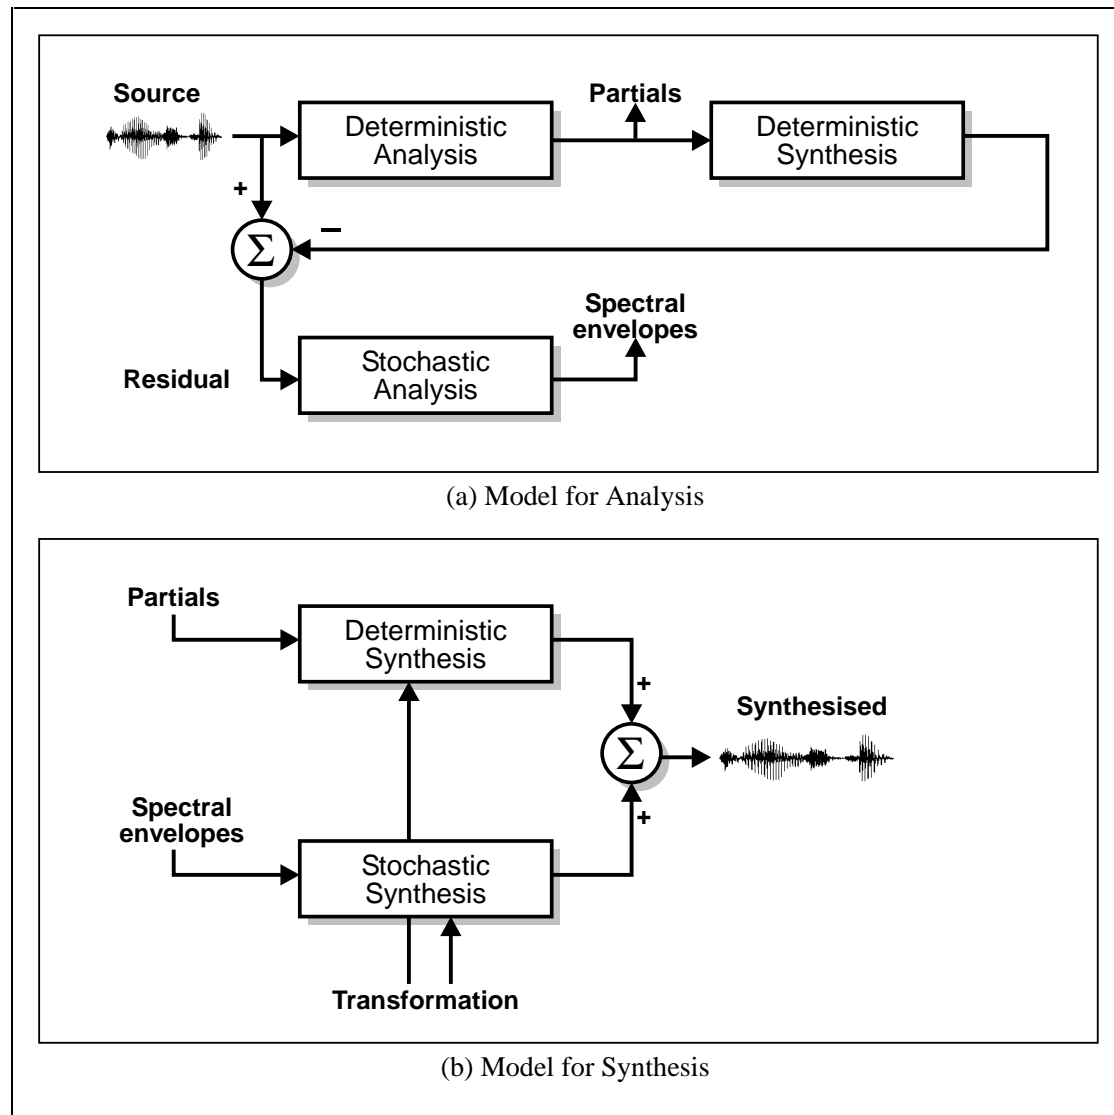 Source
Deterministic
Analysis
Partials
Deterministic
Synthesis
+
−
Σ
Spectral
envelopes
Residual
Stochastic
Analysis
(a) Model for Analysis
Partials
Deterministic
Synthesis
+
Σ
Synthesised
+
Spectral
envelopes
Stochastic
Synthesis
Transformation
(b) Model for Synthesis